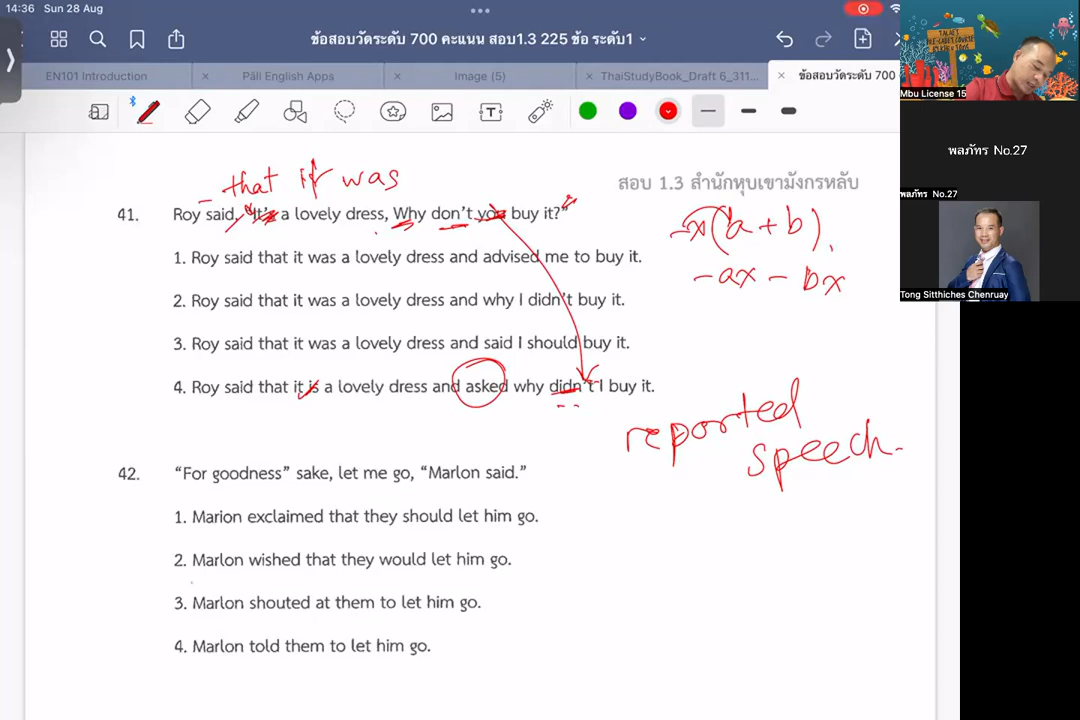 14:36 Sun 28 Aug
ข้อสอบวัดระดับ 700 คะแนน สอบ1.3 225 ข้อ ระดับ1
EN101 Introduction
Pāli English Apps
Image (5)
ThaiStudyBook_Draft 6_311...
ข้อสอบวัดระดับ 700
Mbu License 15
พลภัทร No.27
พลภัทร No.27
Tong Sitthiches Chenruay
that it was
สอบ 1.3 สำนักหุบเขามังกรหลับ
41. Roy said, "It's a lovely dress, Why don't you buy it?"
-x(a + b)
-ax - bx
1. Roy said that it was a lovely dress and advised me to buy it.
2. Roy said that it was a lovely dress and why I didn't buy it.
3. Roy said that it was a lovely dress and said I should buy it.
4. Roy said that it is a lovely dress and asked why didn't I buy it.
reported
speech
42. "For goodness" sake, let me go, "Marlon said."
1. Marion exclaimed that they should let him go.
2. Marlon wished that they would let him go.
3. Marlon shouted at them to let him go.
4. Marlon told them to let him go.